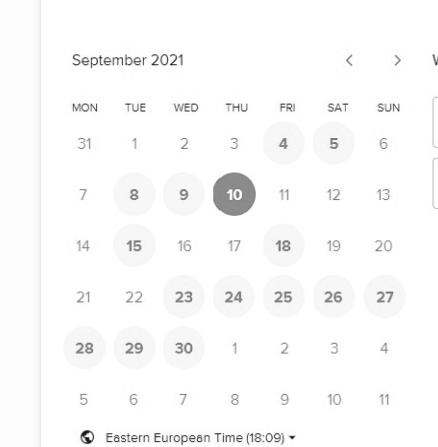 September 2021 < >
MON TUE WED THU FRI SAT SUN
31 1 2 3 4 5 6
7 8 9 10 11 12 13
14 15 16 17 18 19 20
21 22 23 24 25 26 27
28 29 30 1 2 3 4
5 6 7 8 9 10 11
Eastern European Time (18:09)